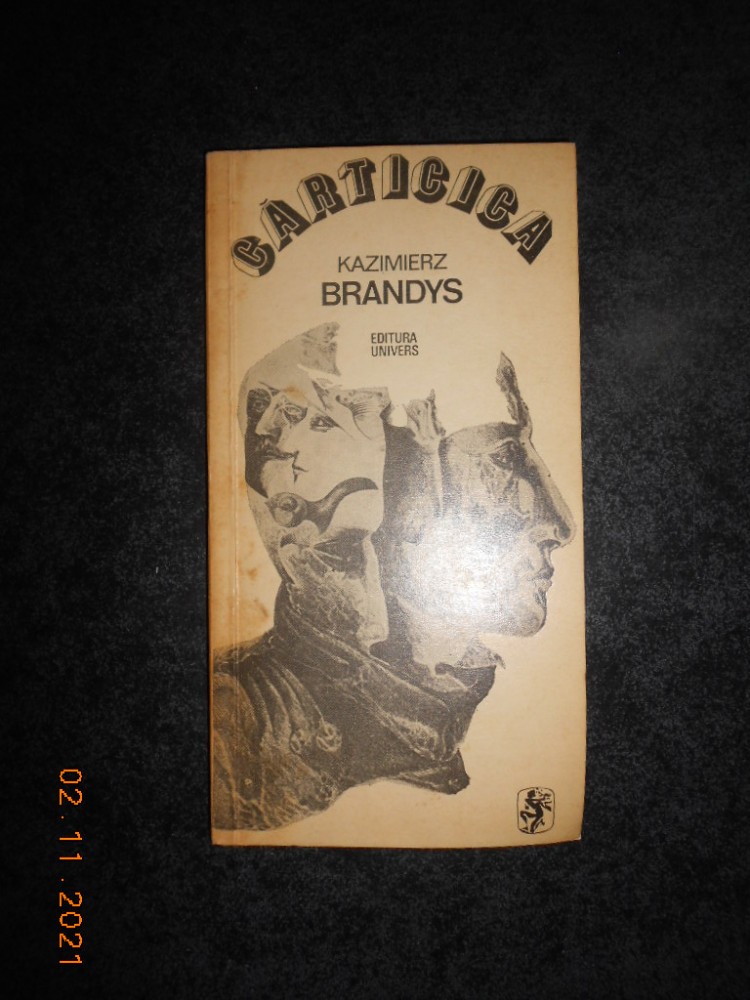 CĂRTICICA
KAZIMIERZ
BRANDYS
EDITURA
UNIVERS
02.11.2021